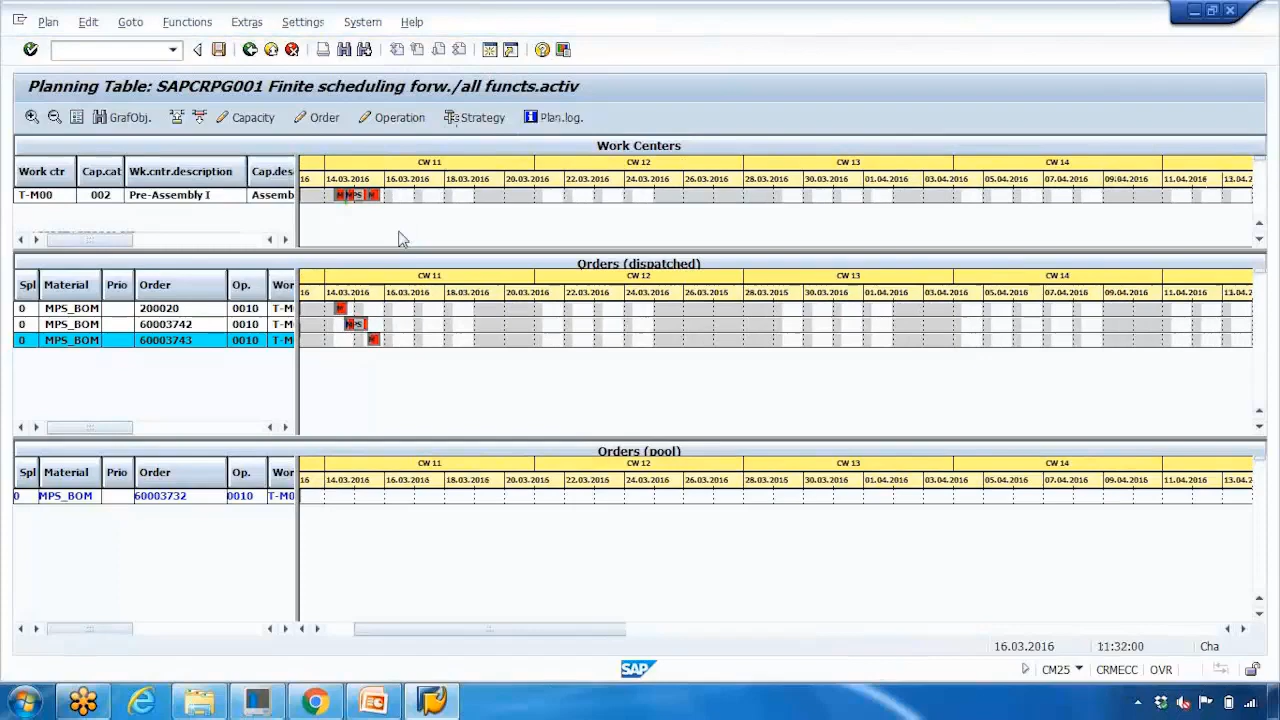 Plan Edit Goto Functions Extras Settings System Help
Planning Table: SAPCRPG001 Finite scheduling forw./all functs.activ
GrafObj. Capacity Order Operation Strategy Plan.log.
Work Centers
Work ctr Cap.cat Wk.cntr.description Cap.des
CW 11 CW 12 CW 13 CW 14
16 14.03.2016 16.03.2016 18.03.2016 20.03.2016 22.03.2016 24.03.2016 26.03.2016 28.03.2016 30.03.2016 01.04.2016 03.04.2016 05.04.2016 07.04.2016 09.04.2016 11.04.2016 13.04.2
T-M00 002 Pre-Assembly I Assemb
Orders (dispatched)
Spl Material Prio Order Op. Wor
CW 11 CW 12 CW 13 CW 14
16 14.03.2016 16.03.2016 18.03.2016 20.03.2016 22.03.2016 24.03.2016 26.03.2016 28.03.2016 30.03.2016 01.04.2016 03.04.2016 05.04.2016 07.04.2016 09.04.2016 11.04.2016 13.04.2
0 MPS_BOM 200020 0010 T-M
0 MPS_BOM 60003742 0010 T-M
0 MPS_BOM 60003743 0010 T-M
Orders (pool)
Spl Material Prio Order Op. Wor
CW 11 CW 12 CW 13 CW 14
16 14.03.2016 16.03.2016 18.03.2016 20.03.2016 22.03.2016 24.03.2016 26.03.2016 28.03.2016 30.03.2016 01.04.2016 03.04.2016 05.04.2016 07.04.2016 09.04.2016 11.04.2016 13.04.2
0 MPS_BOM 60003732 0010 T-M0
16.03.2016 11:32:00 Cha
SAP
CM25 CRMECC OVR